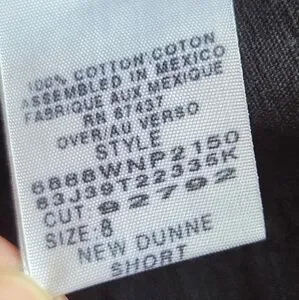 100% COTTON COTON
ASSEMBLED IN MEXICO
FABRIQUE AUX MEXIQUE
RN 67437
OVER/AU VERSO
STYLE
6888WNP2150
83J39T22335K
CUT: 92792
SIZE: 8
NEW DUNNE
SHORT